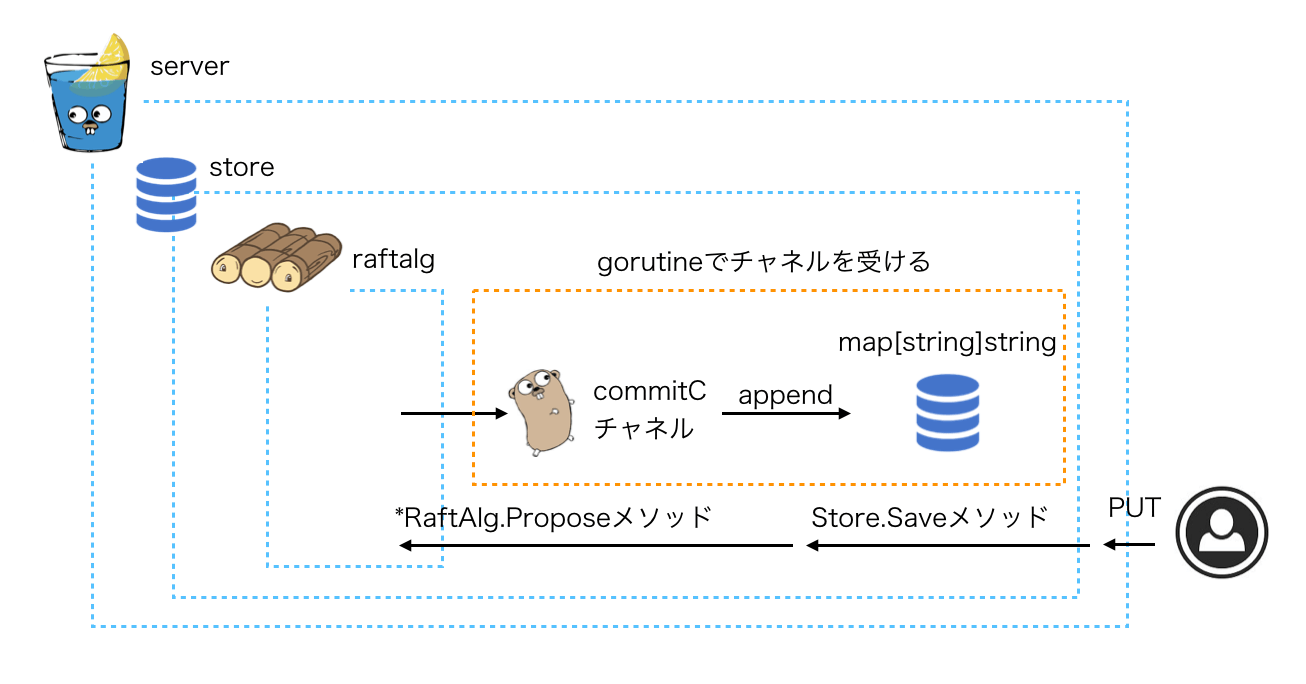 server
store
raftalg
gorutineでチャネルを受ける
map[string]string
commitC
チャネル
append
*RaftAlg.Proposeメソッド
Store.Saveメソッド
PUT